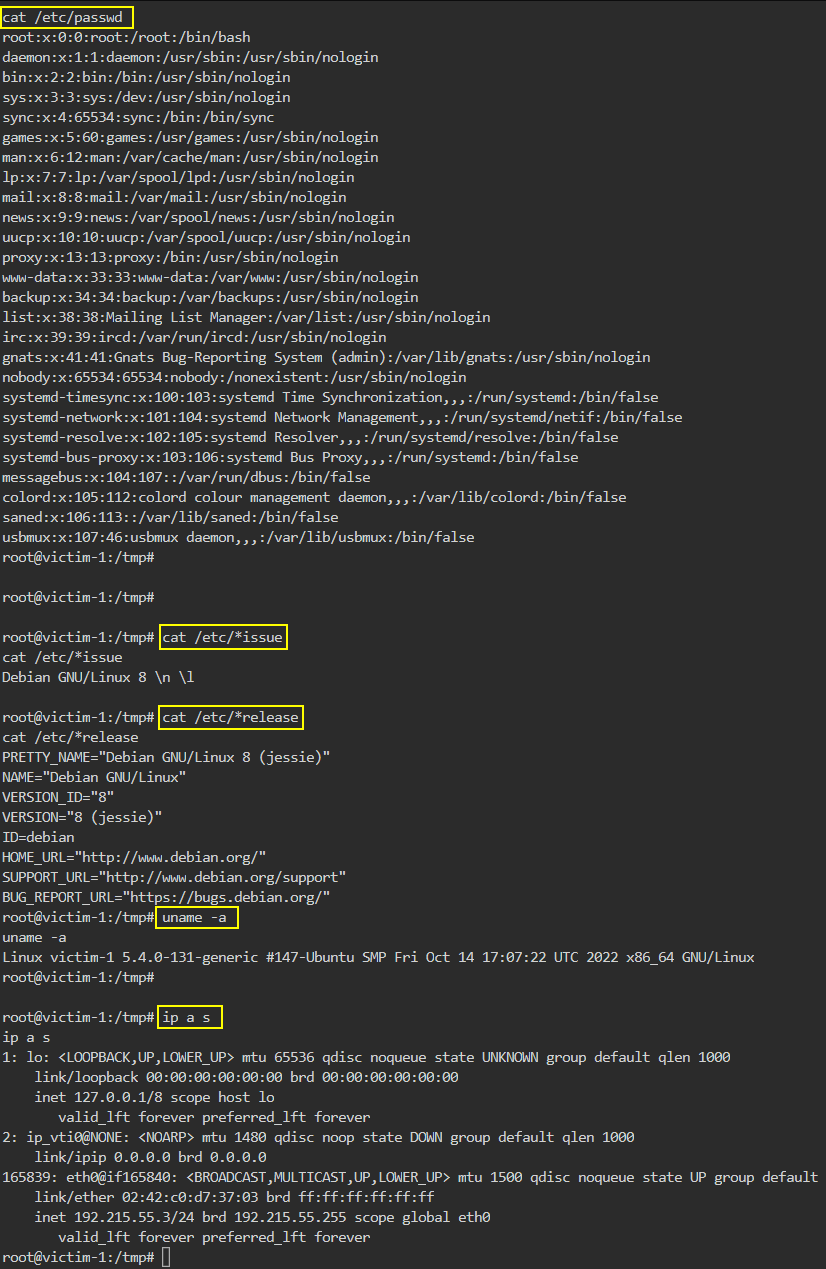 cat /etc/passwd
root:x:0:0:root:/root:/bin/bash
daemon:x:1:1:daemon:/usr/sbin:/usr/sbin/nologin
bin:x:2:2:bin:/bin:/usr/sbin/nologin
sys:x:3:3:sys:/dev:/usr/sbin/nologin
sync:x:4:65534:sync:/bin:/bin/sync
games:x:5:60:games:/usr/games:/usr/sbin/nologin
man:x:6:12:man:/var/cache/man:/usr/sbin/nologin
lp:x:7:7:lp:/var/spool/lpd:/usr/sbin/nologin
mail:x:8:8:mail:/var/mail:/usr/sbin/nologin
news:x:9:9:news:/var/spool/news:/usr/sbin/nologin
uucp:x:10:10:uucp:/var/spool/uucp:/usr/sbin/nologin
proxy:x:13:13:proxy:/bin:/usr/sbin/nologin
www-data:x:33:33:www-data:/var/www:/usr/sbin/nologin
backup:x:34:34:backup:/var/backups:/usr/sbin/nologin
list:x:38:38:Mailing List Manager:/var/list:/usr/sbin/nologin
irc:x:39:39:ircd:/var/run/ircd:/usr/sbin/nologin
gnats:x:41:41:Gnats Bug-Reporting System (admin):/var/lib/gnats:/usr/sbin/nologin
nobody:x:65534:65534:nobody:/nonexistent:/usr/sbin/nologin
systemd-timesync:x:100:103:systemd Time Synchronization,,,:/run/systemd:/bin/false
systemd-network:x:101:104:systemd Network Management,,,:/run/systemd/netif:/bin/false
systemd-resolve:x:102:105:systemd Resolver,,,:/run/systemd/resolve:/bin/false
systemd-bus-proxy:x:103:106:systemd Bus Proxy,,,:/run/systemd:/bin/false
messagebus:x:104:107::/var/run/dbus:/bin/false
colord:x:105:112:colord colour management daemon,,,:/var/lib/colord:/bin/false
saned:x:106:113::/var/lib/saned:/bin/false
usbmux:x:107:46:usbmux daemon,,,:/var/lib/usbmux:/bin/false
root@victim-1:/tmp#
root@victim-1:/tmp#
root@victim-1:/tmp# cat /etc/*issue
cat /etc/*issue
Debian GNU/Linux 8 \n \l
root@victim-1:/tmp# cat /etc/*release
cat /etc/*release
PRETTY_NAME="Debian GNU/Linux 8 (jessie)"
NAME="Debian GNU/Linux"
VERSION_ID="8"
VERSION="8 (jessie)"
ID=debian
HOME_URL="http://www.debian.org/"
SUPPORT_URL="http://www.debian.org/support"
BUG_REPORT_URL="https://bugs.debian.org/"
root@victim-1:/tmp# uname -a
uname -a
Linux victim-1 5.4.0-131-generic #147-Ubuntu SMP Fri Oct 14 17:07:22 UTC 2022 x86_64 GNU/Linux
root@victim-1:/tmp#
root@victim-1:/tmp# ip a s
ip a s
1: lo: <LOOPBACK,UP,LOWER_UP> mtu 65536 qdisc noqueue state UNKNOWN group default qlen 1000
    link/loopback 00:00:00:00:00:00 brd 00:00:00:00:00:00
    inet 127.0.0.1/8 scope host lo
       valid_lft forever preferred_lft forever
2: ip_vti0@NONE: <NOARP> mtu 1480 qdisc noop state DOWN group default qlen 1000
    link/ipip 0.0.0.0 brd 0.0.0.0
165839: eth0@if165840: <BROADCAST,MULTICAST,UP,LOWER_UP> mtu 1500 qdisc noqueue state UP group default
    link/ether 02:42:c0:d7:37:03 brd ff:ff:ff:ff:ff:ff
    inet 192.215.55.3/24 brd 192.215.55.255 scope global eth0
       valid_lft forever preferred_lft forever
root@victim-1:/tmp#